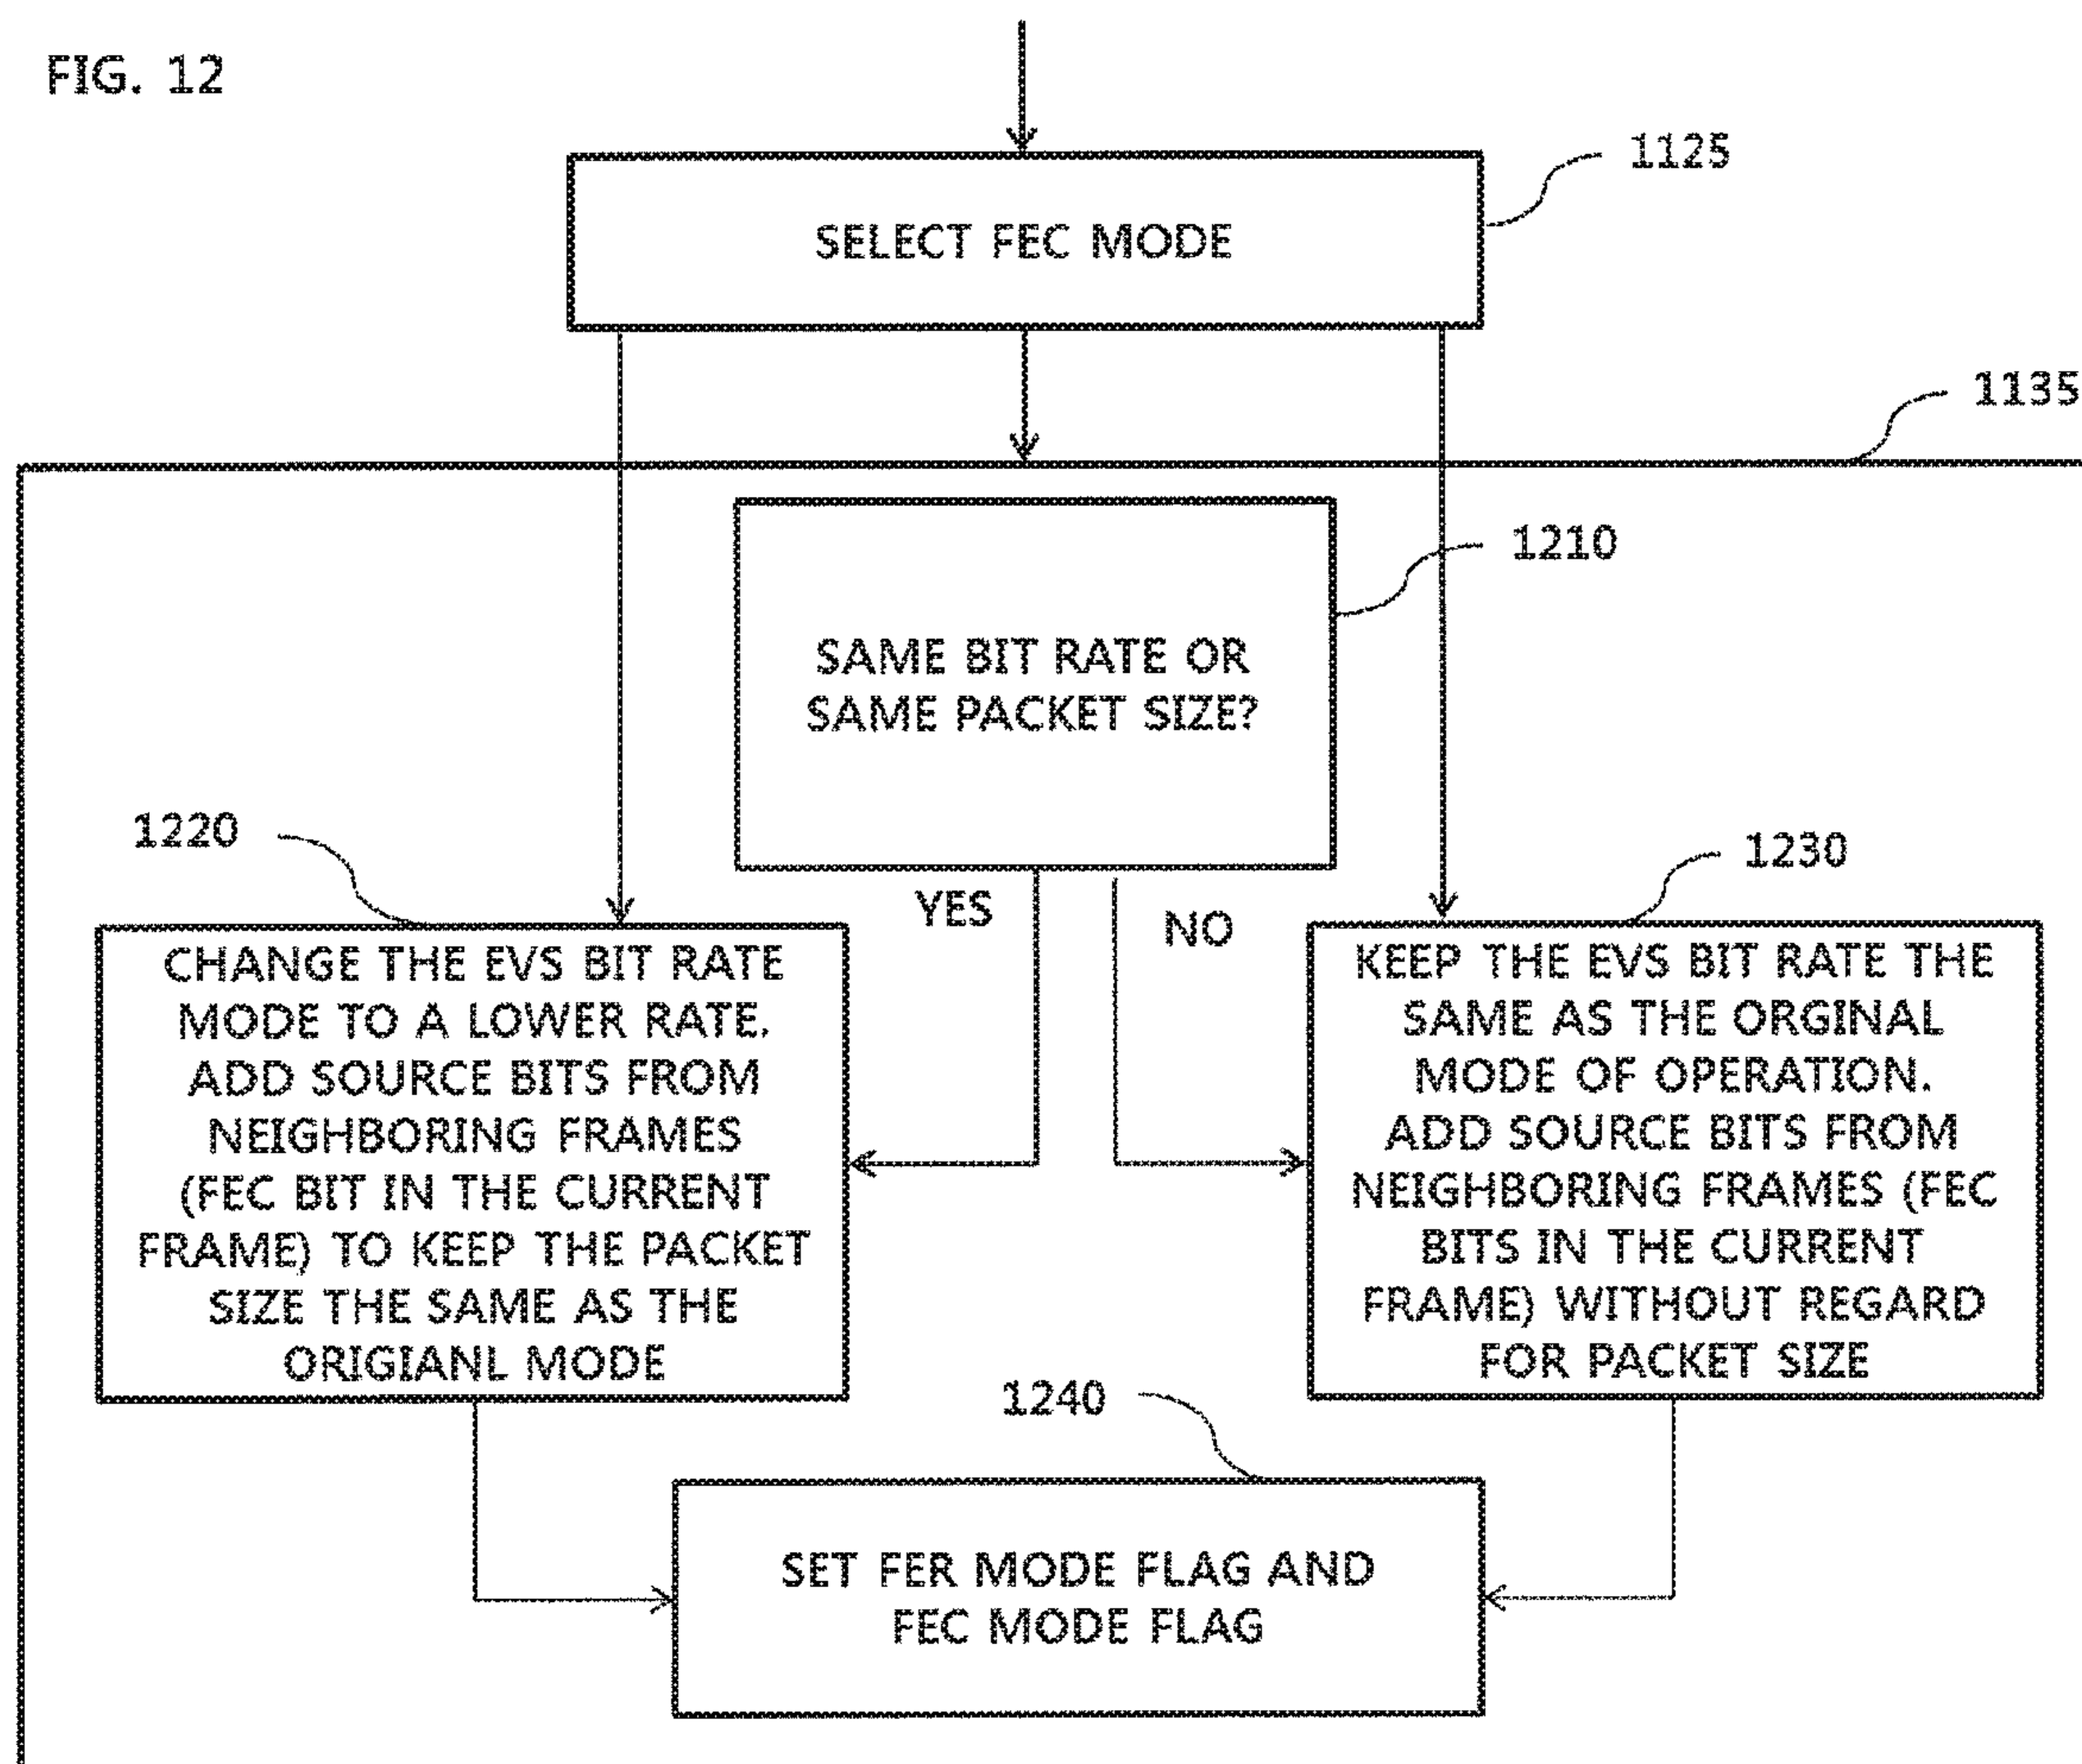 FIG. 12
1125
SELECT FEC MODE
1135
1210
SAME BIT RATE OR
SAME PACKET SIZE?
1220
YES
NO
1230
CHANGE THE EVS BIT RATE
MODE TO A LOWER RATE.
ADD SOURCE BITS FROM
NEIGHBORING FRAMES
(FEC BIT IN THE CURRENT
FRAME) TO KEEP THE PACKET
SIZE THE SAME AS THE
ORIGIANL MODE
KEEP THE EVS BIT RATE THE
SAME AS THE ORGINAL
MODE OF OPERATION.
ADD SOURCE BITS FROM
NEIGHBORING FRAMES (FEC
BITS IN THE CURRENT
FRAME) WITHOUT REGARD
FOR PACKET SIZE
1240
SET FER MODE FLAG AND
FEC MODE FLAG